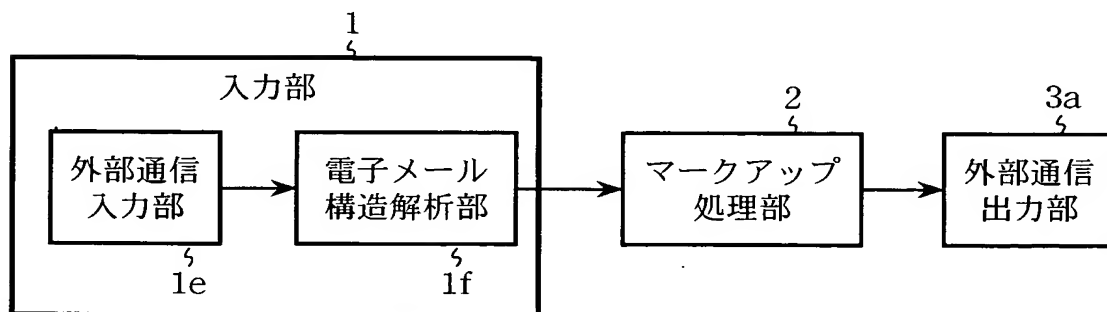 1
入力部
2
3a
外部通信
入力部
電子メール
構造解析部
マークアップ
処理部
外部通信
出力部
1e
1f